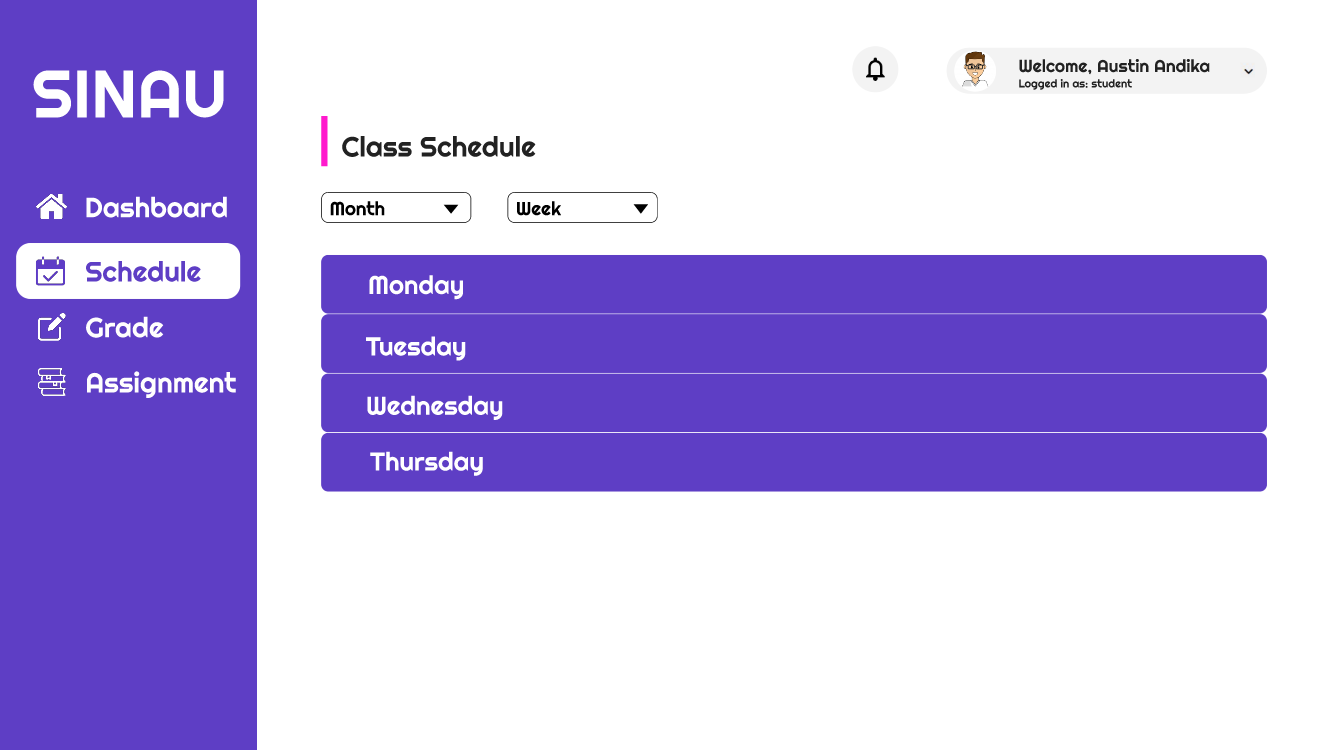 SINAU
Dashboard
Schedule
Grade
Assignment
Welcome, Austin Andika
Logged in as: student
Class Schedule
Month
Week
Monday
Tuesday
Wednesday
Thursday